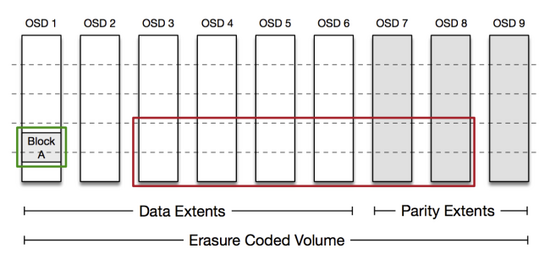 OSD 1 OSD 2 OSD 3 OSD 4 OSD 5 OSD 6 OSD 7 OSD 8 OSD 9
Block
A
Data Extents Parity Extents
Erasure Coded Volume